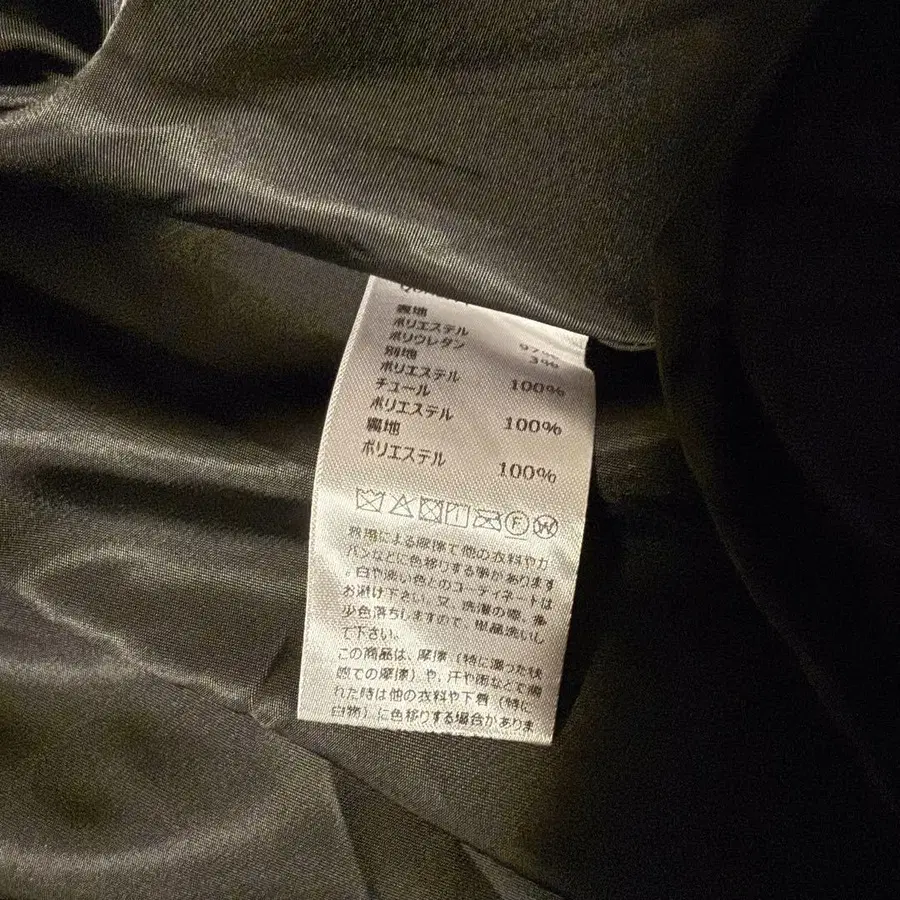 表地
ポリエステル 97%
ポリウレタン 3%
別地
ポリエステル 100%
チュール
ポリエステル 100%
裏地
ポリエステル 100%
F W
着用による摩擦で他の衣料やカ
バンなどに色移りする事があります
。白や淡い色とのコーディネートは
お避け下さい。又、洗濯の際、多
少色落ちしますので、単品洗いし
て下さい。
この商品は、摩擦（特に湿った状
態での摩擦）や、汗や雨などで濡
れた時は他の衣料や下着（特に
白物）に色移りする場合がありま